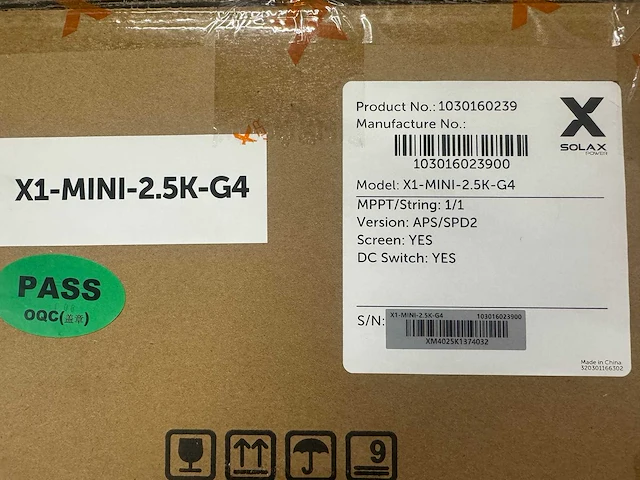 X1-MINI-2.5K-G4
PASS
OQC(盖章)
Product No.: 1030160239
Manufacture No.:
103016023900
X
SOLAX
POWER
Model: X1-MINI-2.5K-G4
MPPT/String: 1/1
Version: APS/SPD2
Screen: YES
DC Switch: YES
S/N:
X1-MINI-2.5K-G4 103016023900
XM4025K1374032
Made in China
320301166302
9